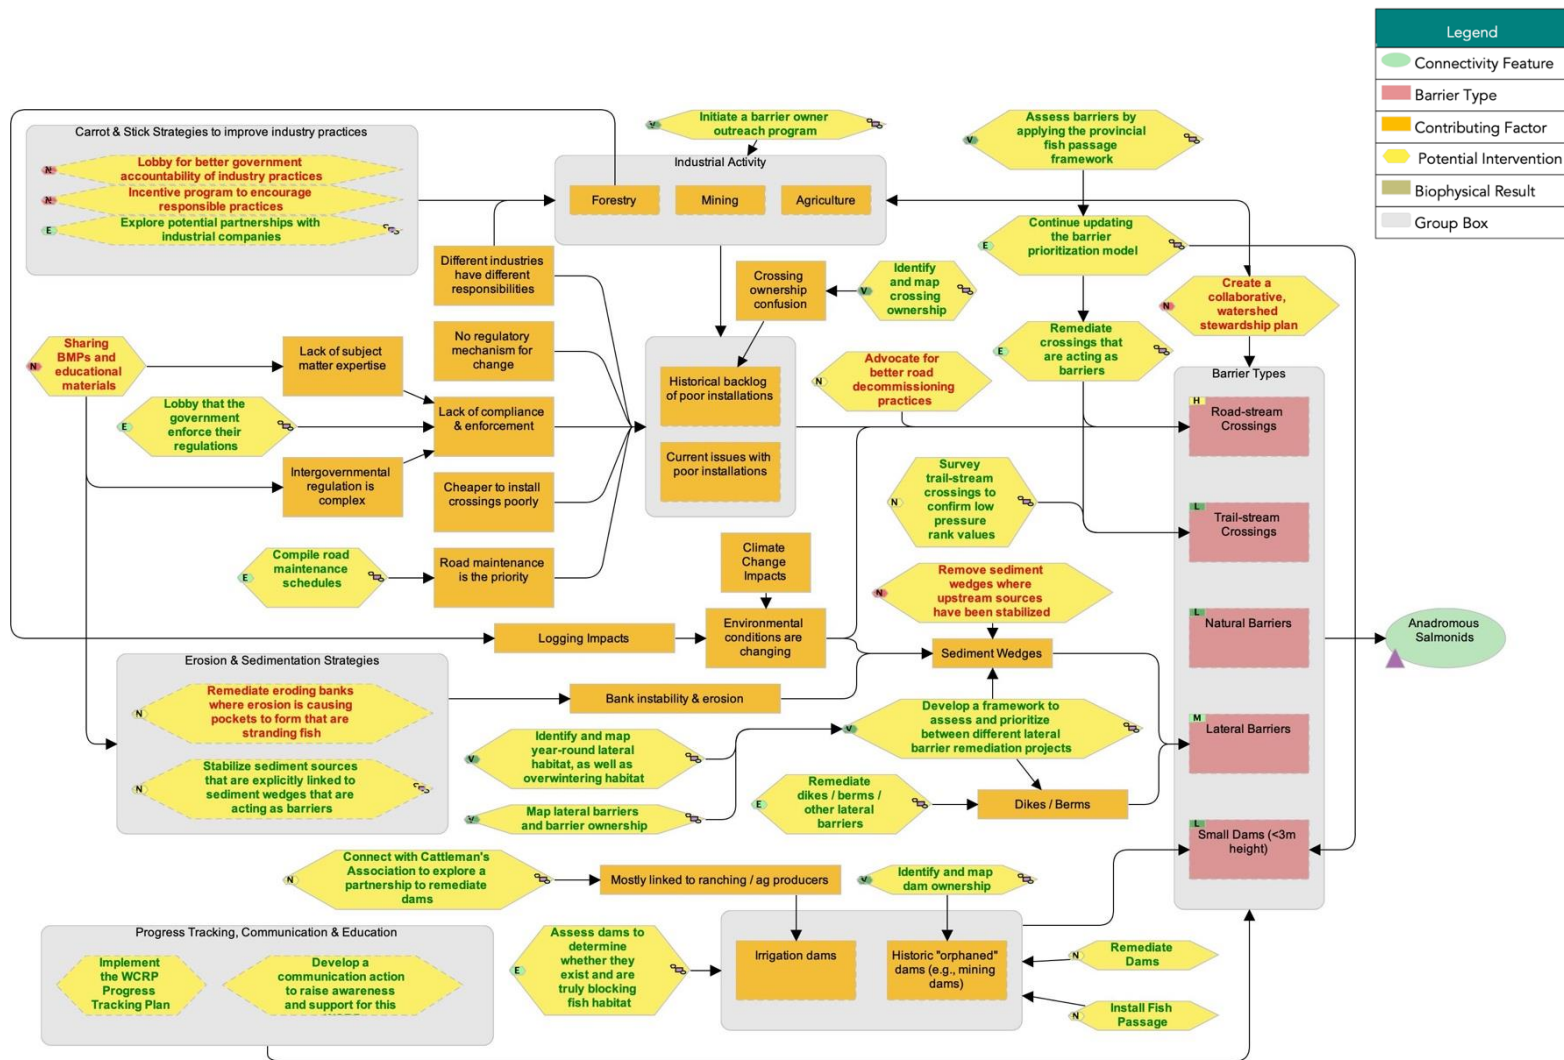 Legend
Connectivity Feature
Barrier Type
Contributing Factor
Potential Intervention
Biophysical Result
Group Box
Carrot & Stick Strategies to improve industry practices
N
Lobby for better government
accountability of industry practices
N
Incentive program to encourage
responsible practices
E
Explore potential partnerships with
industrial companies
V
Initiate a barrier owner
outreach program
Industrial Activity
Forestry
Mining
Agriculture
V
Assess barriers by
applying the provincial
fish passage
framework
E
Continue updating
the barrier
prioritization model
Different industries
have different
responsibilities
Crossing
ownership
confusion
V
Identify
and map
crossing
ownership
N
Create a
collaborative,
watershed
stewardship plan
E
Remediate
crossings that
are acting as
barriers
No regulatory
mechanism for
change
N
Sharing
BMPs and
educational
materials
Lack of subject
matter expertise
N
Advocate for
better road
decommissioning
practices
Historical backlog
of poor installations
Current issues with
poor installations
E
Lobby that the
government
enforce their
regulations
Lack of compliance
& enforcement
Intergovernmental
regulation is
complex
Cheaper to install
crossings poorly
N
Survey
trail-stream
crossings to
confirm low
pressure
rank values
E
Compile road
maintenance
schedules
Road maintenance
is the priority
Climate
Change
Impacts
N
Remove sediment
wedges where
upstream sources
have been stabilized
Logging Impacts
Environmental
conditions are
changing
Sediment Wedges
Barrier Types
H
Road-stream
Crossings
L
Trail-stream
Crossings
L
Natural Barriers
M
Lateral Barriers
L
Small Dams (<3m
height)
Anadromous
Salmonids
Erosion & Sedimentation Strategies
N
Remediate eroding banks
where erosion is causing
pockets to form that are
stranding fish
N
Stabilize sediment sources
that are explicitly linked to
sediment wedges that are
acting as barriers
Bank instability & erosion
V
Identify and map
year-round lateral
habitat, as well as
overwintering habitat
V
Develop a framework to
assess and prioritize
between different lateral
barrier remediation projects
V
Map lateral barriers
and barrier ownership
E
Remediate
dikes / berms /
other lateral
barriers
Dikes / Berms
N
Connect with Cattleman's
Association to explore a
partnership to remediate
dams
Mostly linked to ranching / ag producers
V
Identify and map
dam ownership
E
Assess dams to
determine
whether they
exist and are
truly blocking
fish habitat
Irrigation dams
Historic "orphaned"
dams (e.g., mining
dams)
N
Remediate
Dams
N
Install Fish
Passage
Progress Tracking, Communication & Education
Implement
the WCRP
Progress
Tracking Plan
Develop a
communication action
to raise awareness
and support for this